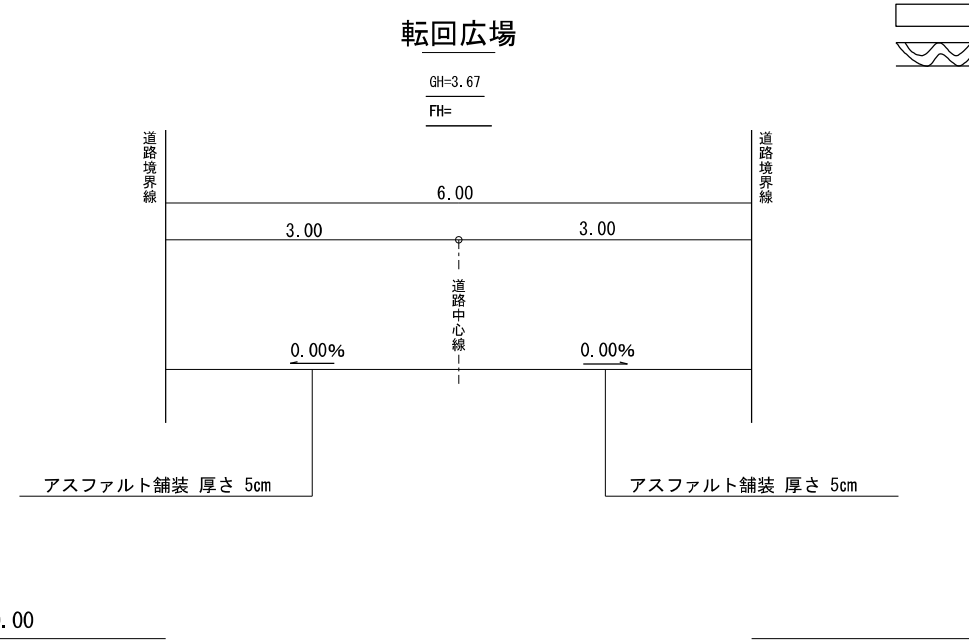 転回広場
GH=3.67
FH=
道路境界線
道路境界線
6.00
3.00
3.00
道路中心線
0.00%
0.00%
アスファルト舗装 厚さ 5cm
アスファルト舗装 厚さ 5cm
.00